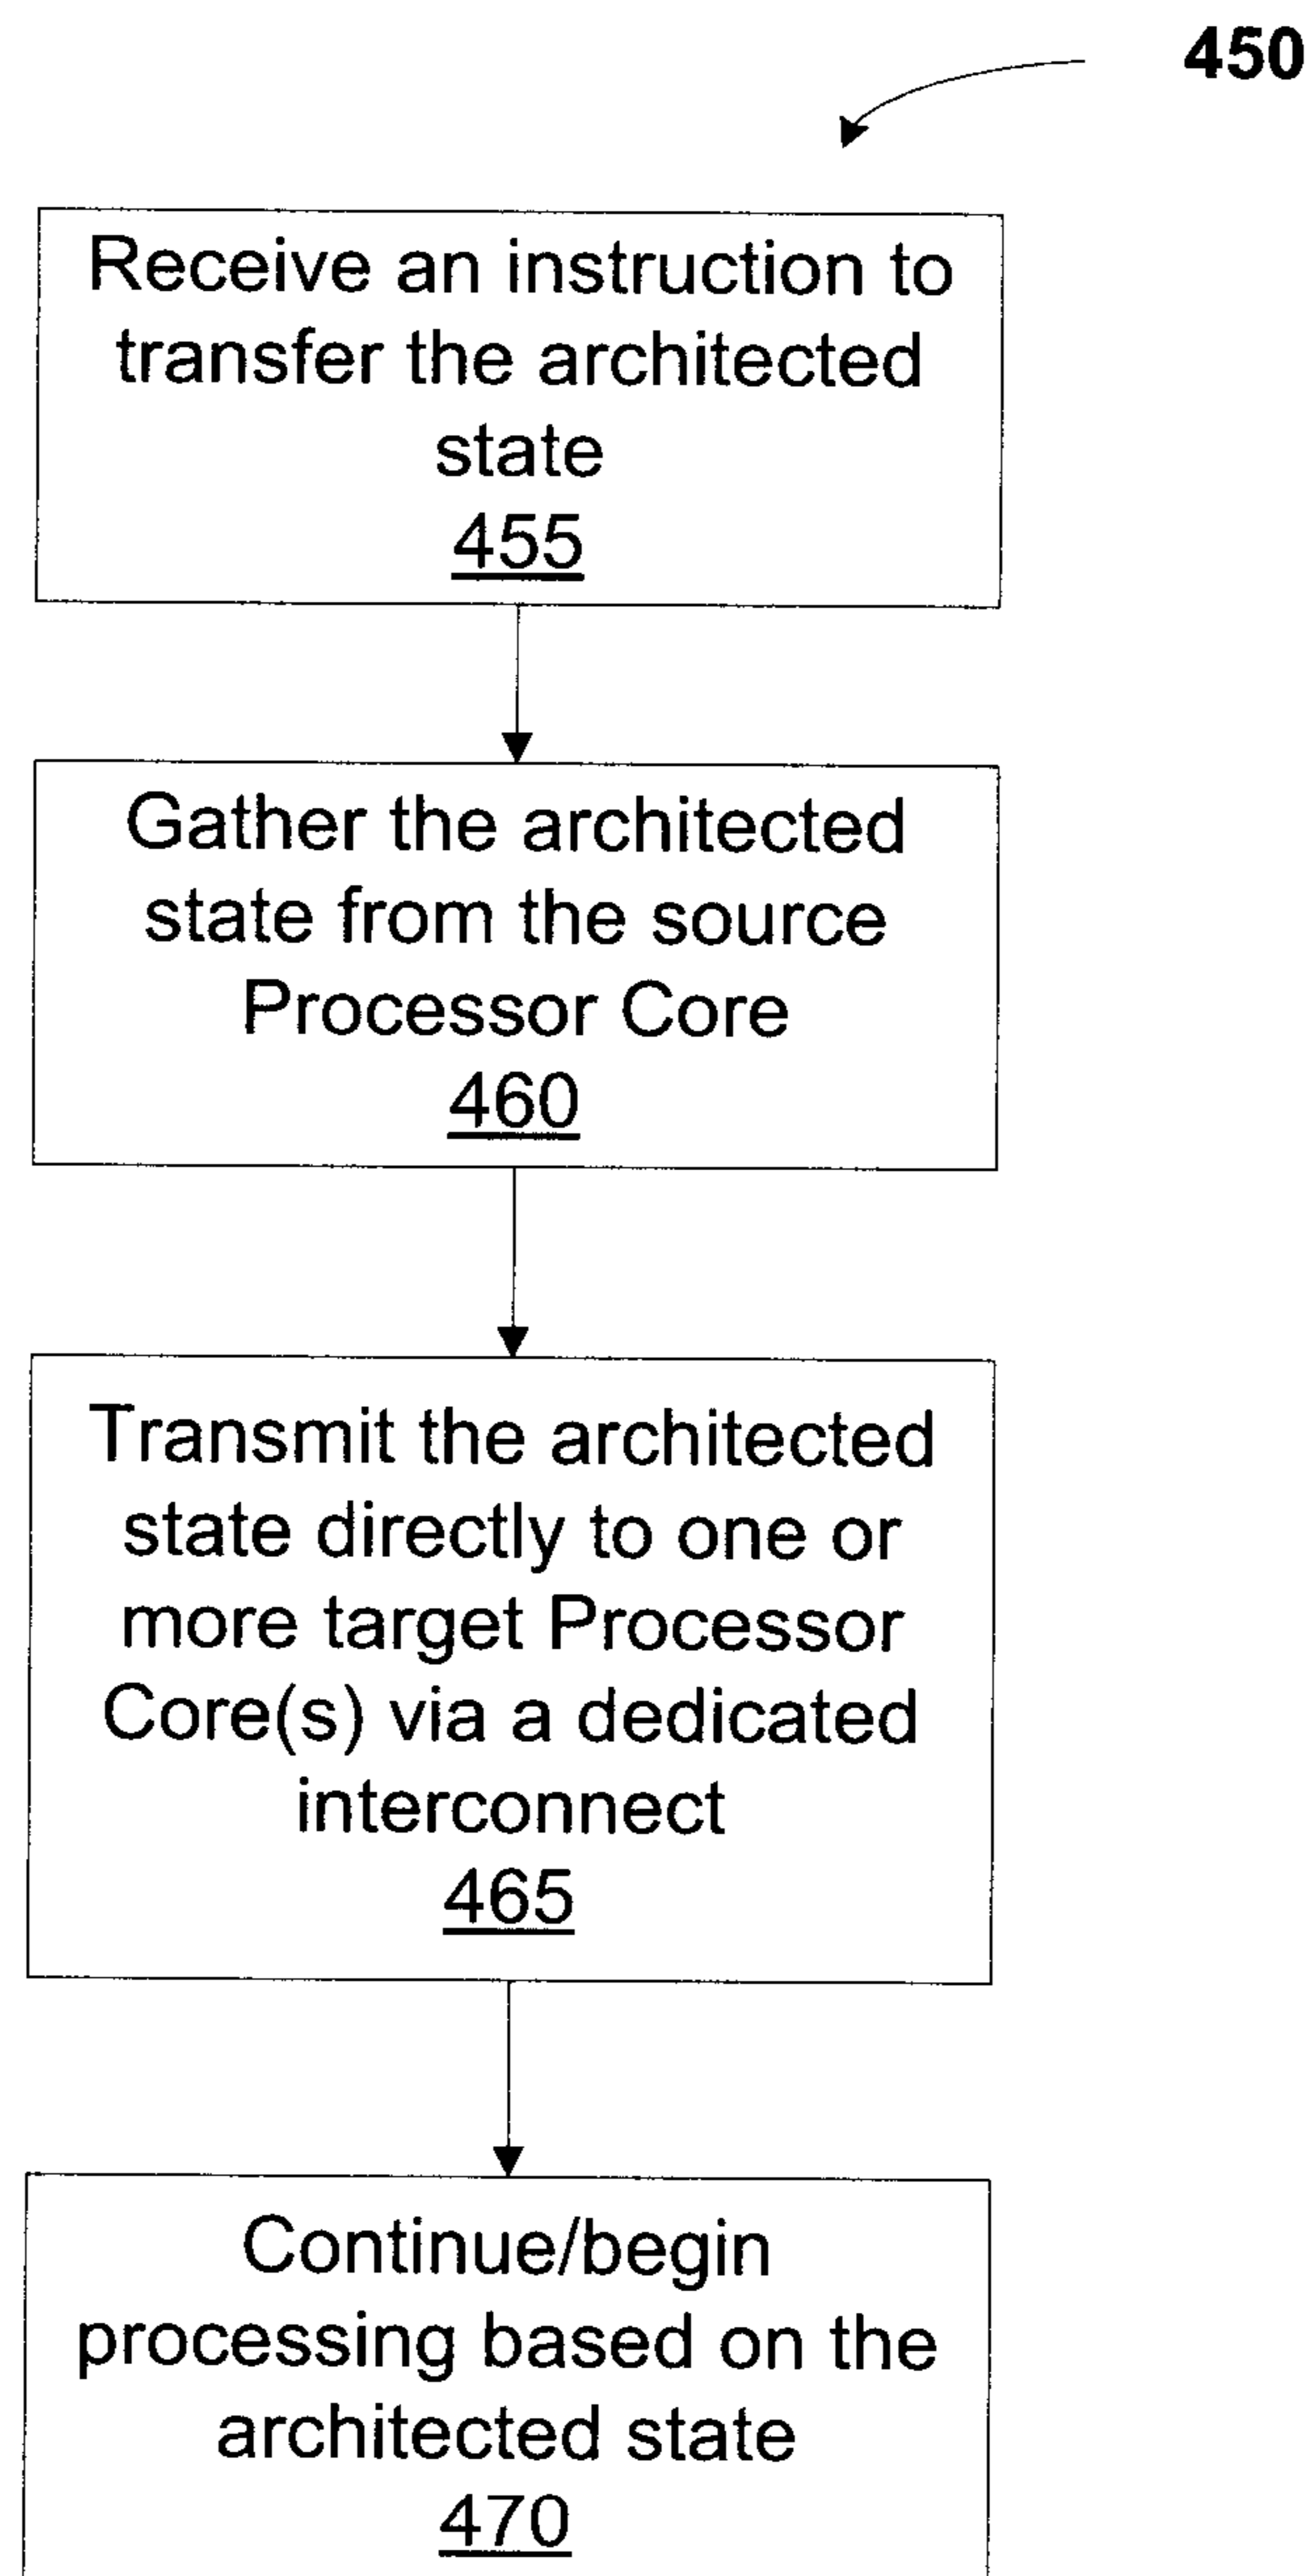 450
Receive an instruction to
transfer the architected
state
455
Gather the architected
state from the source
Processor Core
460
Transmit the architected
state directly to one or
more target Processor
Core(s) via a dedicated
interconnect
465
Continue/begin
processing based on the
architected state
470